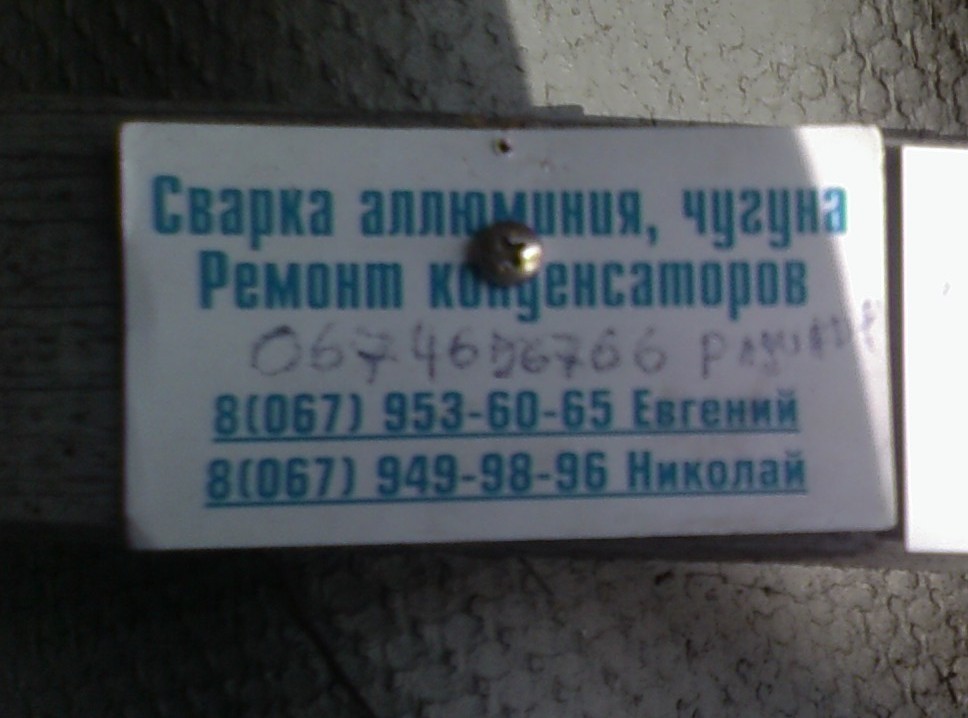 Сварка аллюминия, чугуна
Ремонт конденсаторов
8(067) 953-60-65 Евгений
8(067) 949-98-96 Николай